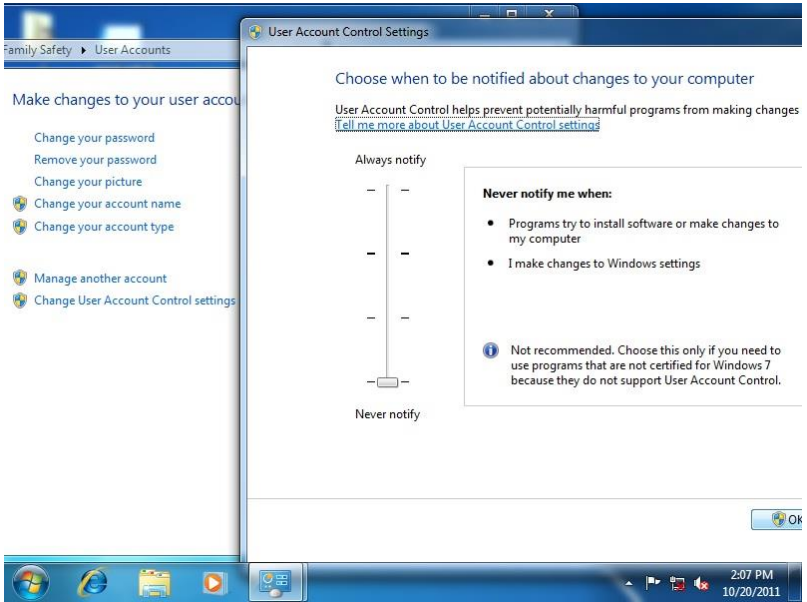 User Account Control Settings
Family Safety ▸ User Accounts
Make changes to your user accou
Change your password
Remove your password
Change your picture
Change your account name
Change your account type
Manage another account
Change User Account Control settings
Choose when to be notified about changes to your computer
User Account Control helps prevent potentially harmful programs from making changes
Tell me more about User Account Control settings
Always notify
Never notify me when:
• Programs try to install software or make changes to
my computer
• I make changes to Windows settings
Not recommended. Choose this only if you need to
use programs that are not certified for Windows 7
because they do not support User Account Control.
Never notify
OK
2:07 PM
10/20/2011